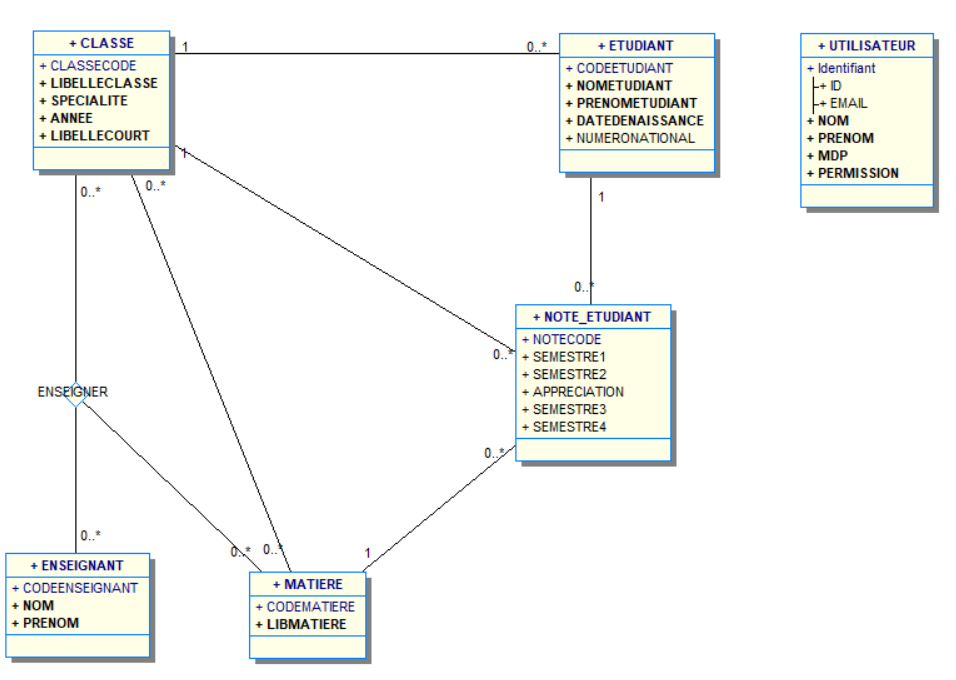 + CLASSE
+ CLASSECODE
+ LIBELLECLASSE
+ SPECIALITE
+ ANNEE
+ LIBELLECOURT
1
0..*
+ ETUDIANT
+ CODEETUDIANT
+ NOMETUDIANT
+ PRENOMETUDIANT
+ DATEDENAISSANCE
+ NUMERONATIONAL
+ UTILISATEUR
+ Identifiant
+ ID
+ EMAIL
+ NOM
+ PRENOM
+ MDP
+ PERMISSION
1
0..*
0..*
1
0..*
0..*
+ NOTE_ETUDIANT
+ NOTECODE
+ SEMESTRE1
+ SEMESTRE2
+ APPRECIATION
+ SEMESTRE3
+ SEMESTRE4
ENSEIGNER
0..*
0..*
0..*
0..*
1
+ ENSEIGNANT
+ CODEENSEIGNANT
+ NOM
+ PRENOM
+ MATIERE
+ CODEMATIERE
+ LIBMATIERE